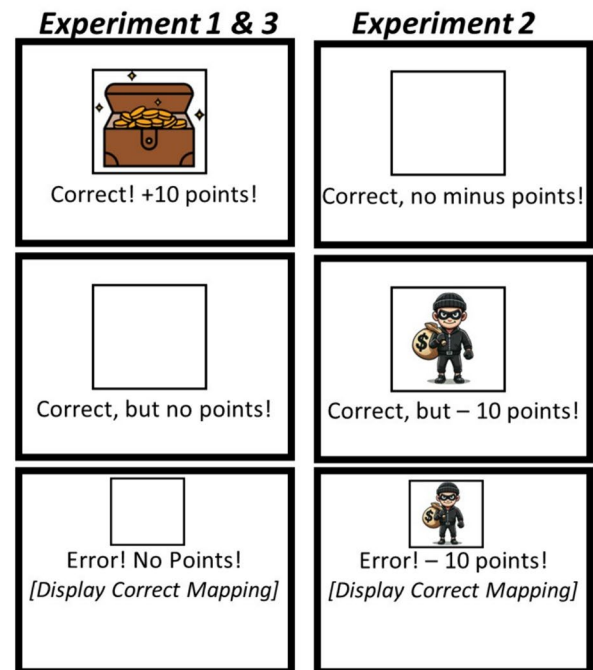 Experiment 1 & 3
Experiment 2
Correct! +10 points!
Correct, no minus points!
Correct, but no points!
$
Correct, but – 10 points!
Error! No Points!
[Display Correct Mapping]
$
Error! – 10 points!
[Display Correct Mapping]